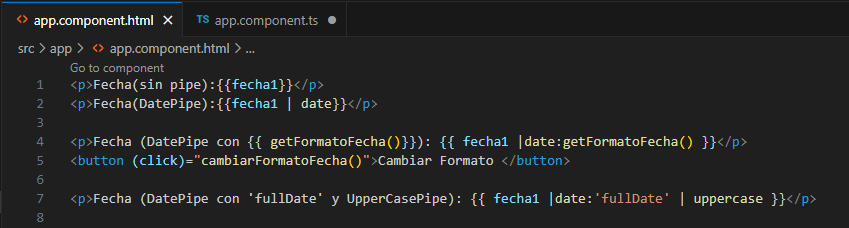 app.component.html
app.component.ts
src > app > app.component.html > ...
Go to component
1 <p>Fecha(sin pipe):{{fecha1}}</p>
2 <p>Fecha(DatePipe):{{fecha1 | date}}</p>
3
4 <p>Fecha (DatePipe con {{ getFormatoFecha()}}}): {{ fecha1 |date:getFormatoFecha() }}</p>
5 <button (click)="cambiarFormatoFecha()">Cambiar Formato </button>
6
7 <p>Fecha (DatePipe con 'fullDate' y UpperCasePipe): {{ fecha1 |date:'fullDate' | uppercase }}</p>
8